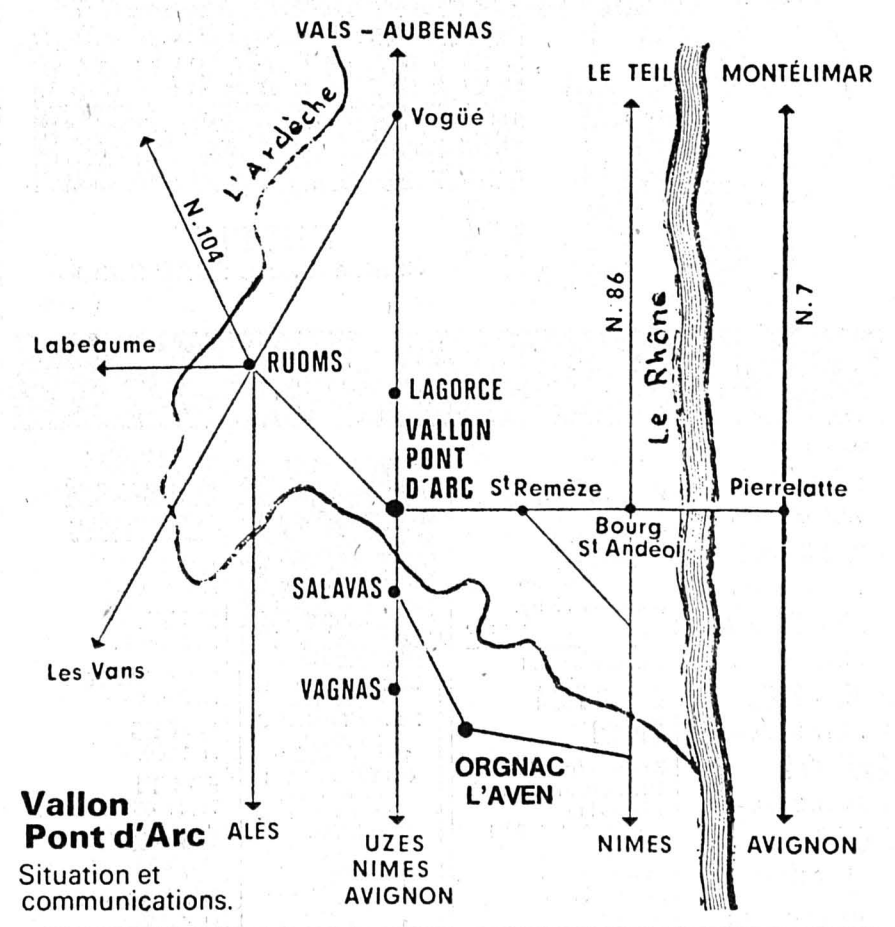 VALS – AUBENAS
LE TEIL
MONTÉLIMAR
Vogüé
L'Ardèche
N. 104
N. 86
Le Rhône
N. 7
Labeaume
RUOMS
LAGORCE
VALLON
PONT
D'ARC
St Remèze
Pierrelatte
Bourg
St Andéol
SALAVAS
Les Vans
VAGNAS
ORGNAC
L'AVEN
Vallon
Pont d'Arc
ALÈS
UZES
NIMES
AVIGNON
NIMES
AVIGNON
Situation et
communications.